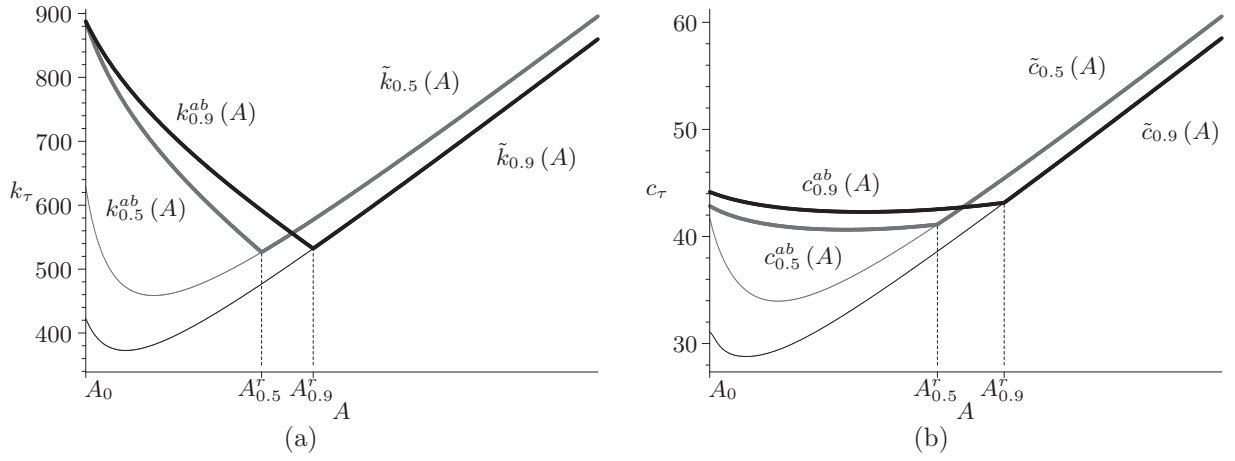 900
800
700
600
500
400
k_τ
k^{ab}_{0.9} (A)
k^{ab}_{0.5} (A)
k̃_{0.5} (A)
k̃_{0.9} (A)
A_0
A^r_{0.5}
A^r_{0.9}
A
(a)
60
50
40
30
c_τ
c^{ab}_{0.9} (A)
c^{ab}_{0.5} (A)
c̃_{0.5} (A)
c̃_{0.9} (A)
A_0
A^r_{0.5}
A^r_{0.9}
A
(b)